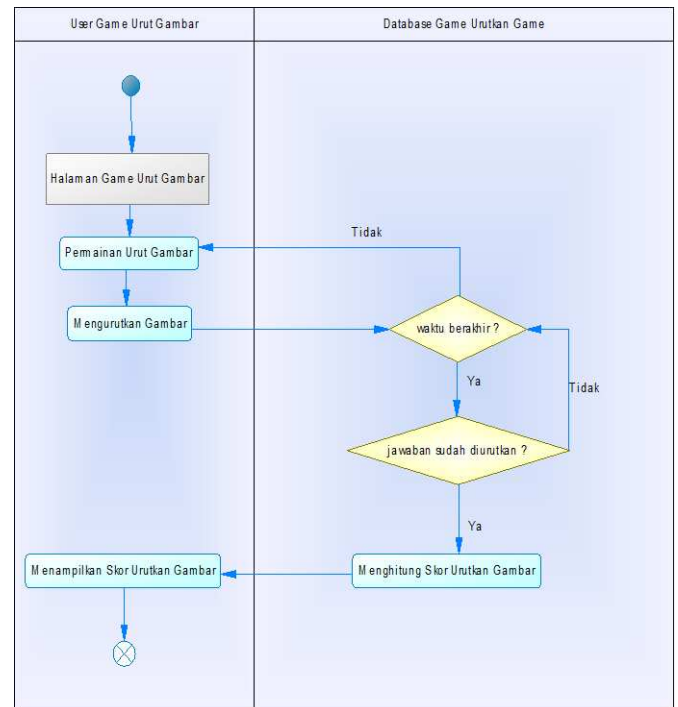 User Game Urut Gambar
Database Game Urutkan Game
Halaman Game Urut Gambar
Permainan Urut Gambar
Tidak
Mengurutkan Gambar
waktu berakhir ?
Ya
Tidak
jawaban sudah diurutkan ?
Ya
Menampilkan Skor Urutkan Gambar
Menghitung Skor Urutkan Gambar